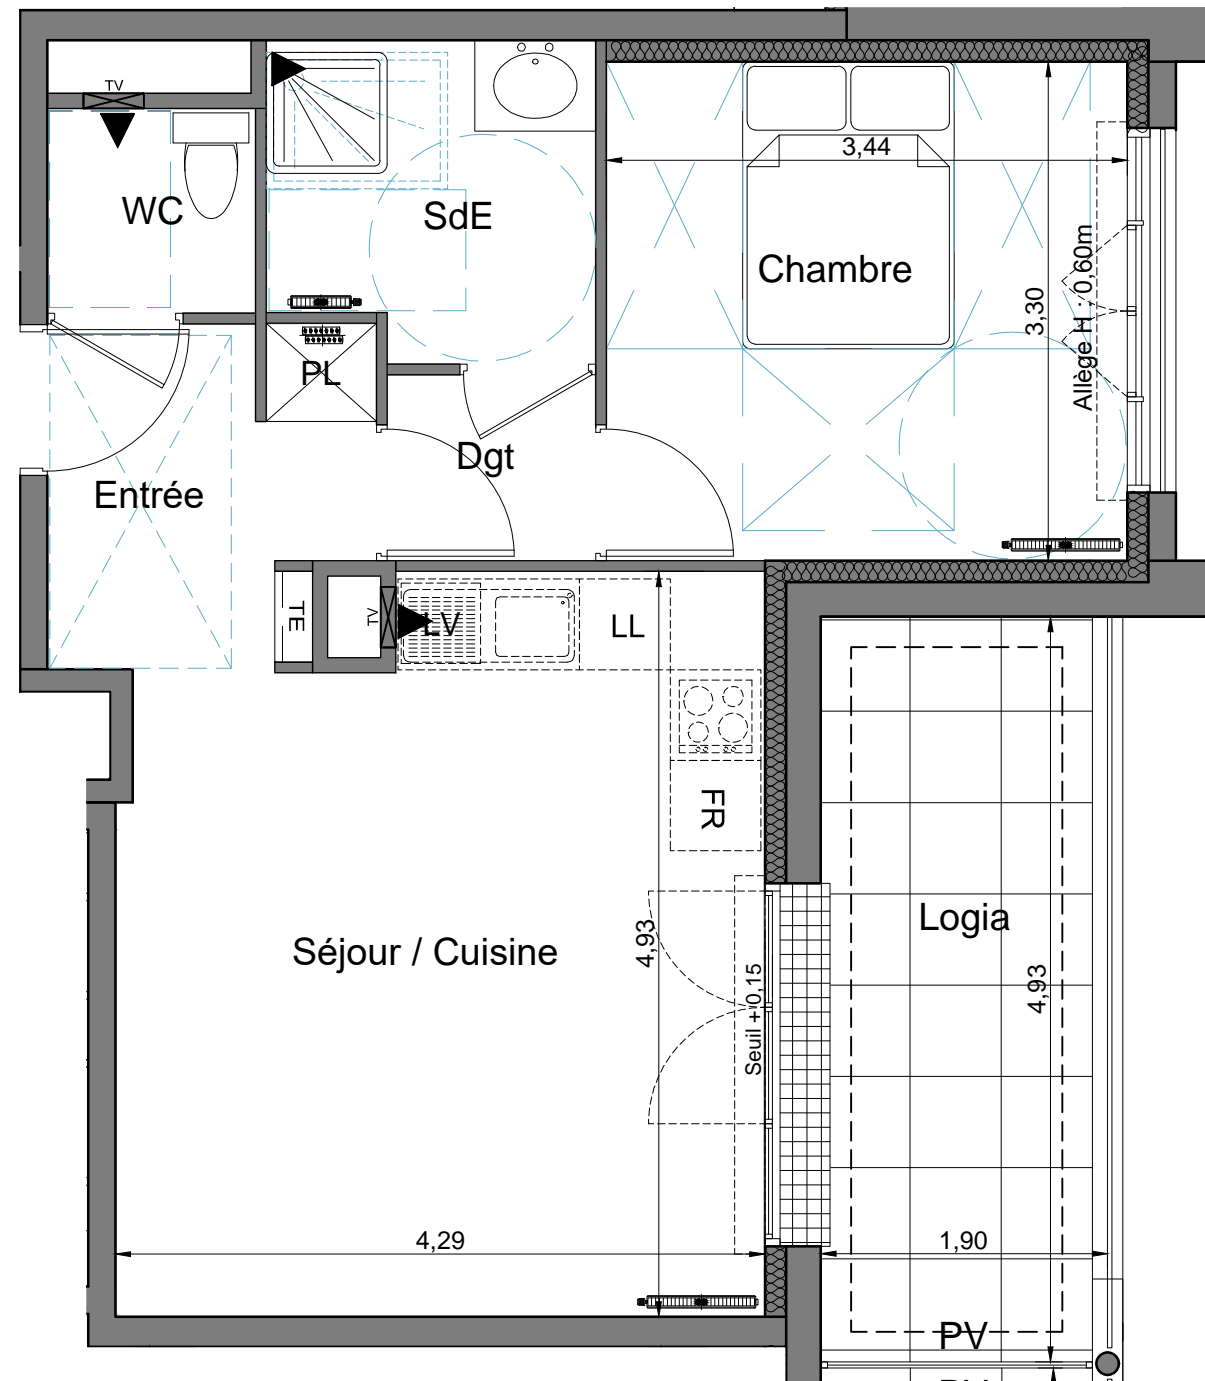 TV
WC
SdE
3,44
Chambre
3,30
Allège H : 0,60m
PL
Dgt
Entrée
TE
TV
LV
LL
FR
Séjour / Cuisine
4,93
Seuil + 0,15
Logia
4,93
4,29
1,90
PV